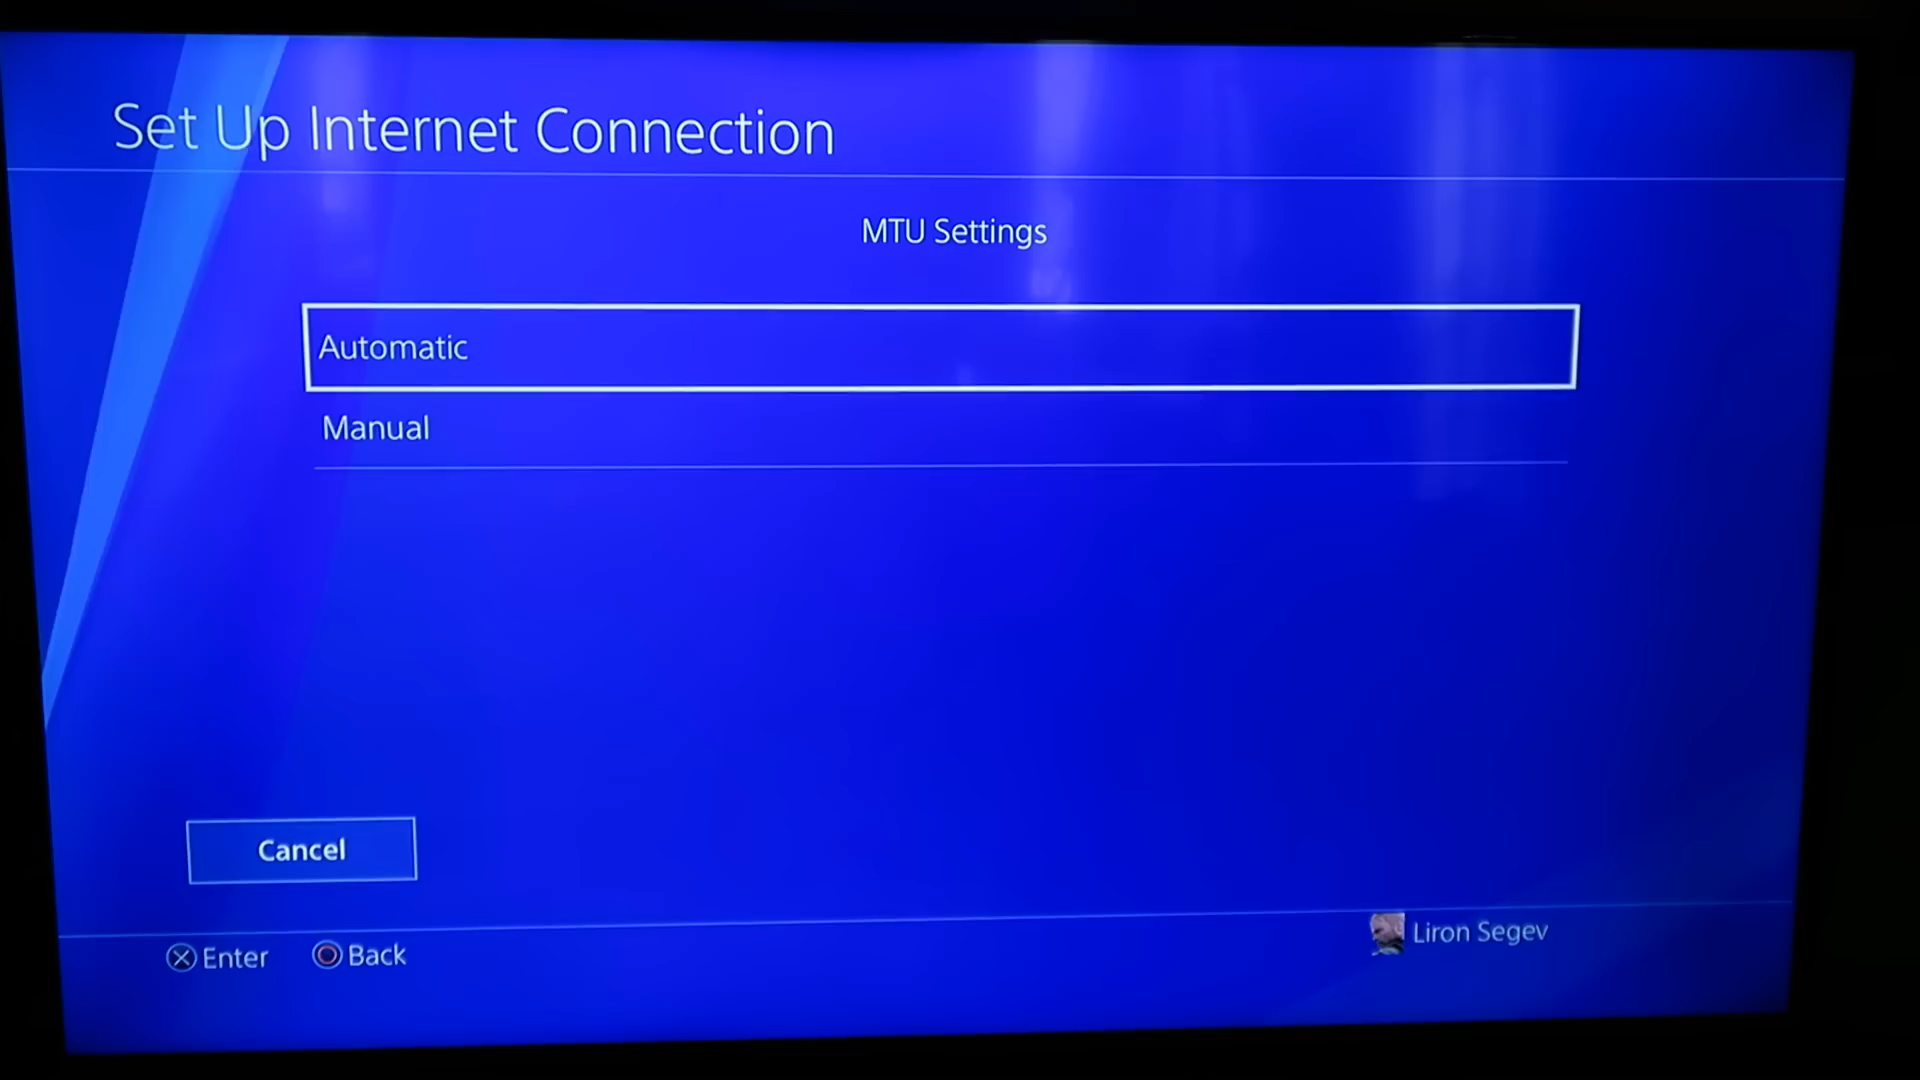 Set Up Internet Connection
MTU Settings
Automatic
Manual
Cancel
Enter Back
Liron Segev